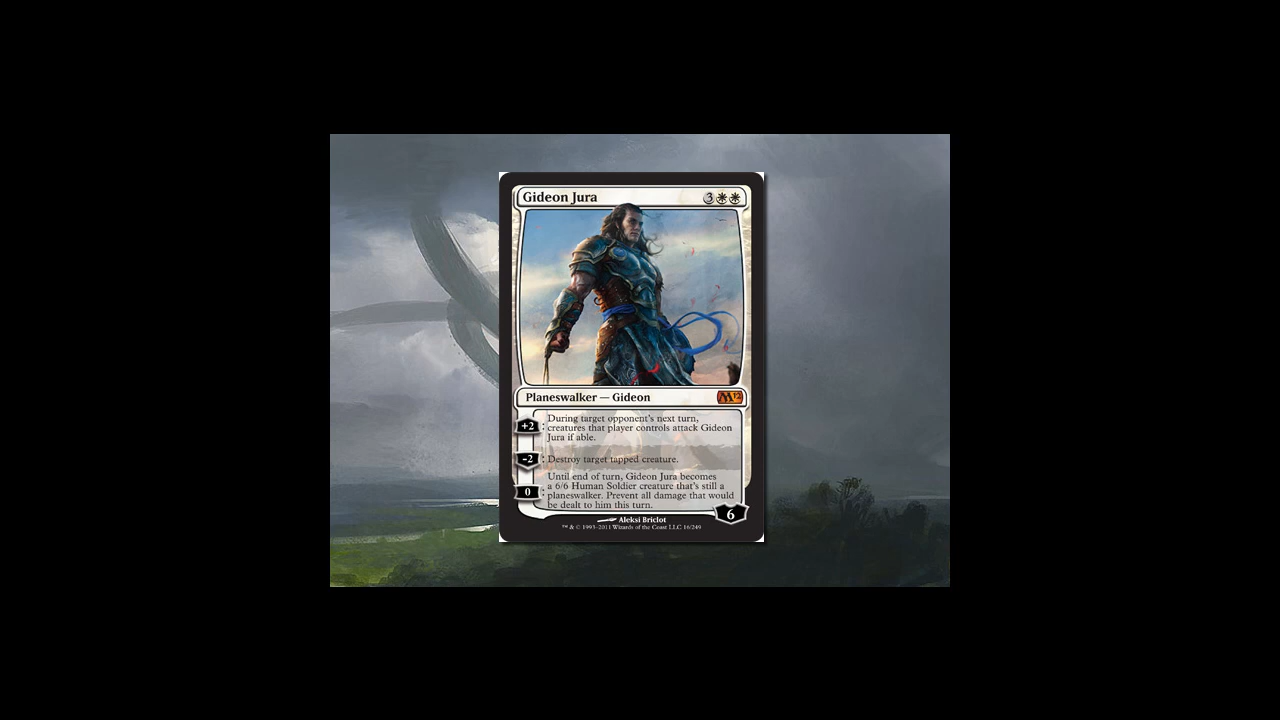 Gideon Jura 3
Planeswalker — Gideon M12
+2 : During target opponent's next turn,
creatures that player controls attack Gideon
Jura if able.
-2 : Destroy target tapped creature.
Until end of turn, Gideon Jura becomes
0 : a 6/6 Human Soldier creature that's still a
planeswalker. Prevent all damage that would
be dealt to him this turn.
6
Aleksi Briclot
™ & © 1993–2011 Wizards of the Coast LLC 16/249